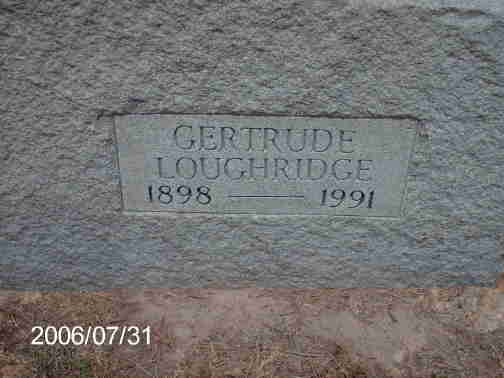 GERTRUDE
LOUGHRIDGE
1898 — 1991
2006/07/31